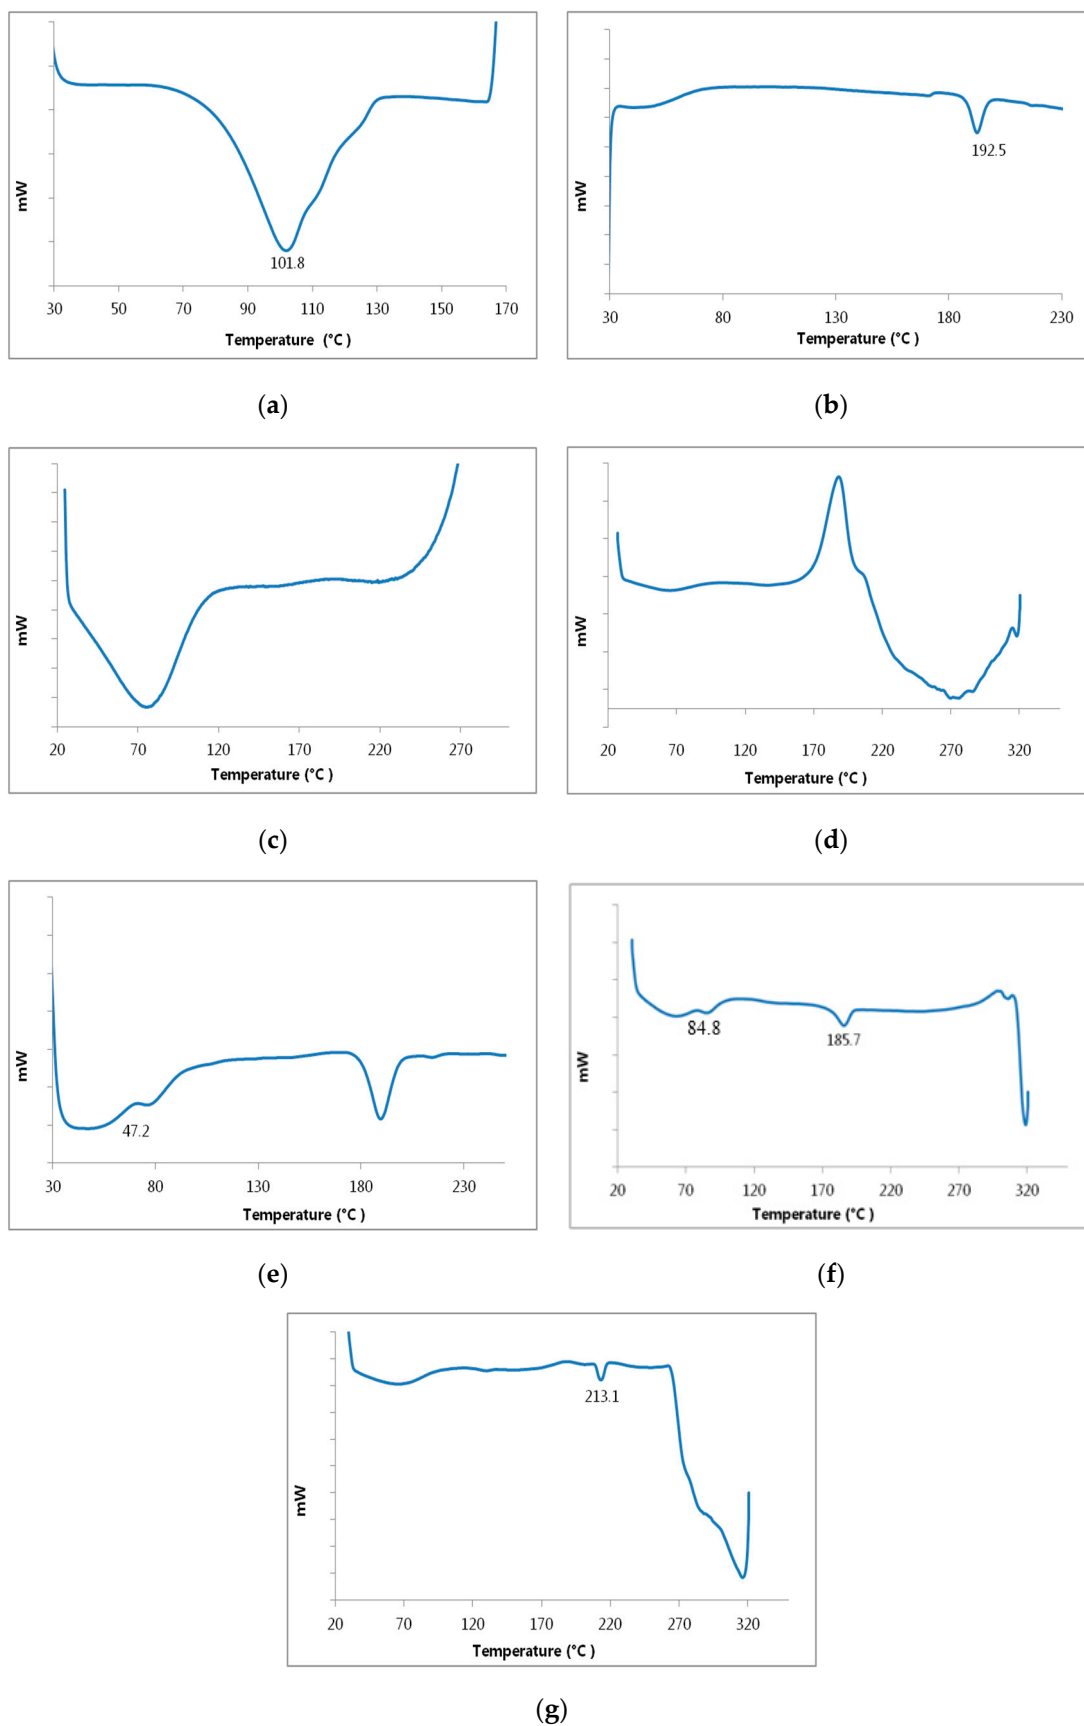 mW
101.8
30 50 70 90 110 130 150 170
Temperature (°C )
(a)
mW
192.5
30 80 130 180 230
Temperature (°C )
(b)
mW
20 70 120 170 220 270
Temperature (°C )
(c)
mW
20 70 120 170 220 270 320
Temperature (°C )
(d)
mW
47.2
30 80 130 180 230
Temperature (°C )
(e)
mW
84.8
185.7
20 70 120 170 220 270 320
Temperature (°C )
(f)
mW
213.1
20 70 120 170 220 270 320
Temperature (°C )
(g)